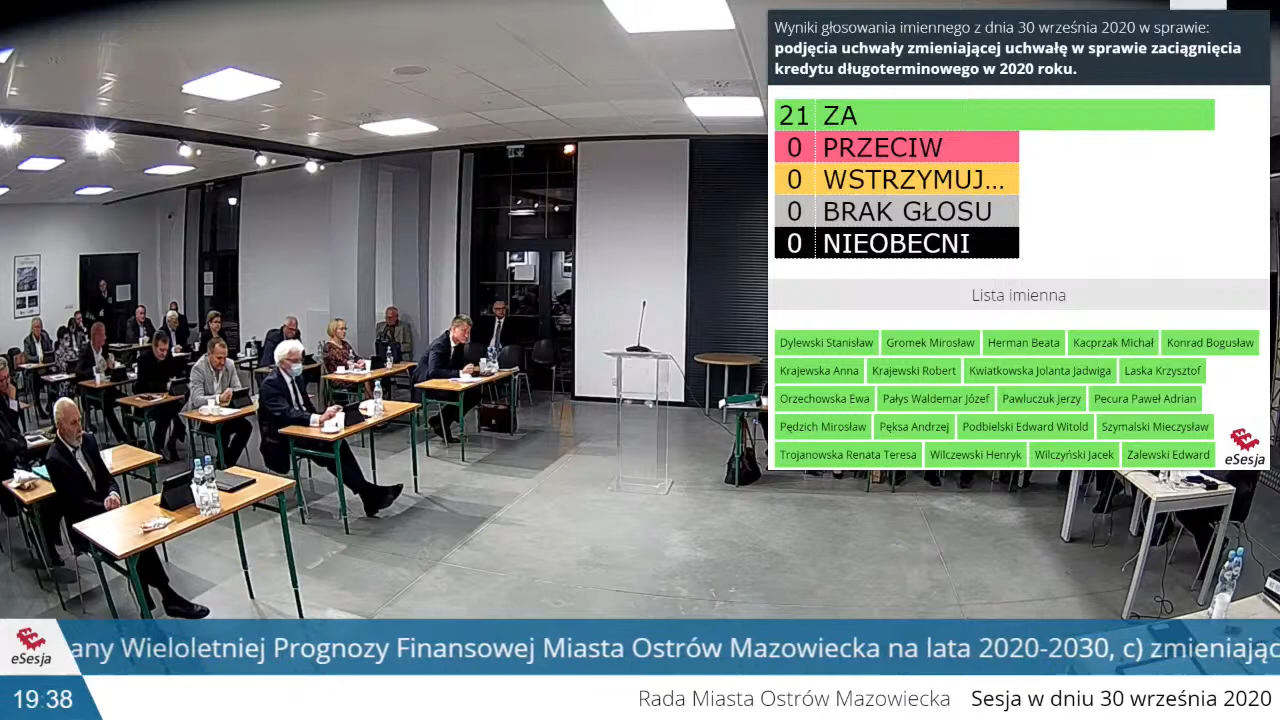 Wyniki głosowania imiennego z dnia 30 września 2020 w sprawie:
podjęcia uchwały zmieniającej uchwałę w sprawie zaciągnięcia
kredytu długoterminowego w 2020 roku.
21 ZA
0 PRZECIW
0 WSTRZYMUJ...
0 BRAK GŁOSU
0 NIEOBECNI
Lista imienna
Dylewski Stanisław Gromek Mirosław Herman Beata Kacprzak Michał Konrad Bogusław
Krajewska Anna Krajewski Robert Kwiatkowska Jolanta Jadwiga Laska Krzysztof
Orzechowska Ewa Pałys Waldemar Józef Pawluczuk Jerzy Pecura Paweł Adrian
Pędzich Mirosław Pęksa Andrzej Podbielski Edward Witold Szymalski Mieczysław
Trojanowska Renata Teresa Wilczewski Henryk Wilczyński Jacek Zalewski Edward
eSesja
eSesja
any Wieloletniej Prognozy Finansowej Miasta Ostrów Mazowiecka na lata 2020-2030, c) zmieniając
19:38
Rada Miasta Ostrów Mazowiecka Sesja w dniu 30 września 2020